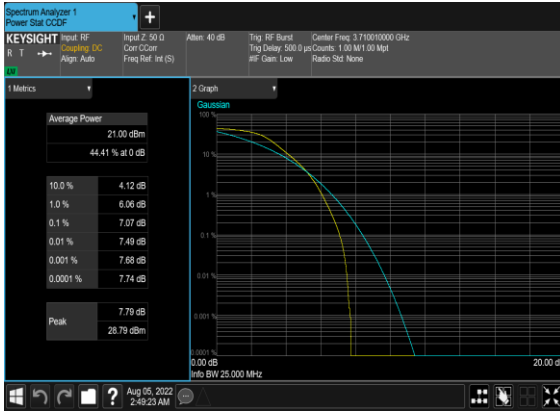 Spectrum Analyzer 1
Power Stat CCDF
KEYSIGHT Input: RF Input Z: 50 Ω Atten: 40 dB Trig: RF Burst Center Freq: 3.710010000 GHz
R T Coupling: DC Corr CCorr Trig Delay: 500.0 µs Counts: 1.00 M/1.00 Mpt
Align: Auto Freq Ref: Int (S) #IF Gain: Low Radio Std: None
1 Metrics
2 Graph
Average Power
21.00 dBm
44.41 % at 0 dB
10.0 % 4.12 dB
1.0 % 6.06 dB
0.1 % 7.07 dB
0.01 % 7.49 dB
0.001 % 7.68 dB
0.0001 % 7.74 dB
Peak 7.79 dB
28.79 dBm
Gaussian
100 %
10 %
1 %
0.1 %
0.01 %
0.001 %
0.0001 %
0.00 dB 20.00 d
Info BW 25.000 MHz
Aug 05, 2022
2:49:23 AM